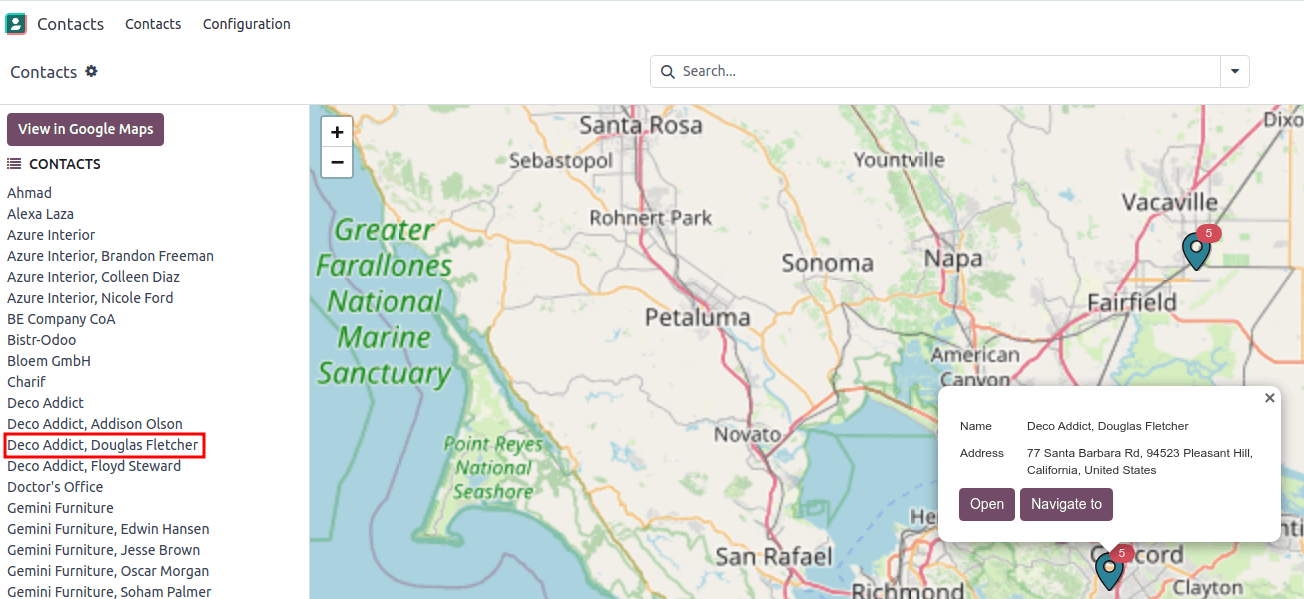 Contacts Contacts Configuration
Contacts
Search...
View in Google Maps
CONTACTS
Ahmad
Alexa Laza
Azure Interior
Azure Interior, Brandon Freeman
Azure Interior, Colleen Diaz
Azure Interior, Nicole Ford
BE Company CoA
Bistr-Odoo
Bloem GmbH
Charif
Deco Addict
Deco Addict, Addison Olson
Deco Addict, Douglas Fletcher
Deco Addict, Floyd Steward
Doctor's Office
Gemini Furniture
Gemini Furniture, Edwin Hansen
Gemini Furniture, Jesse Brown
Gemini Furniture, Oscar Morgan
Gemini Furniture, Soham Palmer
+
−
Santa Rosa
Dixo
Sebastopol
Yountville
Vacaville
Rohnert Park
5
Greater
Farallones
National
Marine
Sanctuary
Sonoma
Napa
Fairfield
Petaluma
American
Canyon
Novato
Point Reyes
National
Seashore
Name Deco Addict, Douglas Fletcher
Address 77 Santa Barbara Rd, 94523 Pleasant Hill,
California, United States
Open Navigate to
He
nti
San Rafael
5
cord
Richmond
Clayton